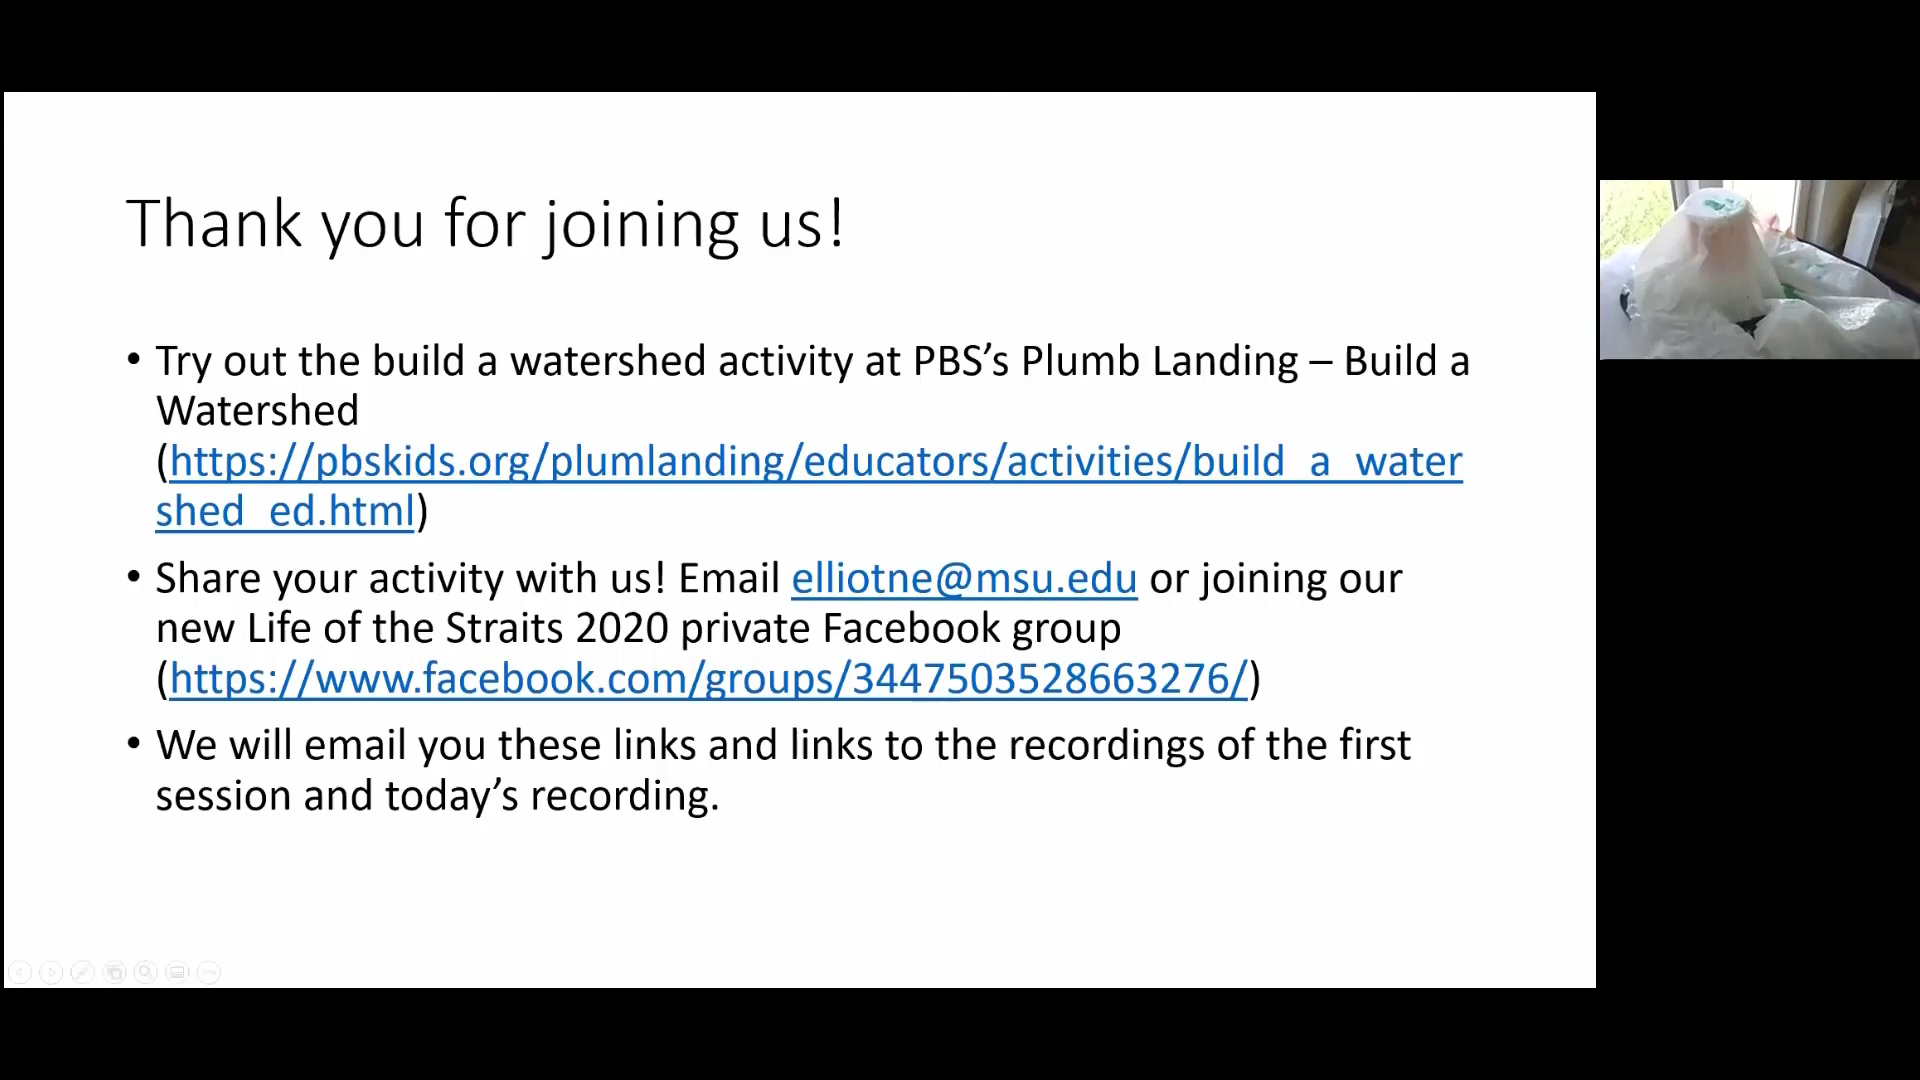 Thank you for joining us!
• Try out the build a watershed activity at PBS’s Plumb Landing – Build a
Watershed
(https://pbskids.org/plumlanding/educators/activities/build_a_water
shed_ed.html)
• Share your activity with us! Email elliotne@msu.edu or joining our
new Life of the Straits 2020 private Facebook group
(https://www.facebook.com/groups/3447503528663276/)
• We will email you these links and links to the recordings of the first
session and today’s recording.